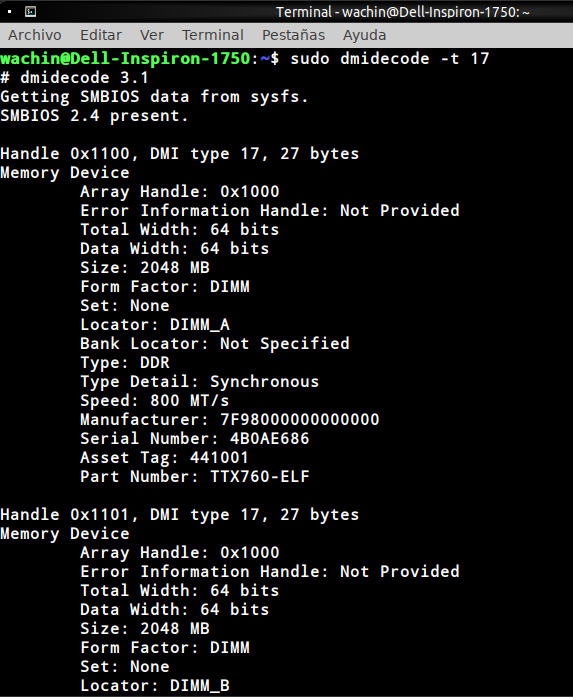 Terminal - wachin@Dell-Inspiron-1750: ~
Archivo Editar Ver Terminal Pestañas Ayuda
wachin@Dell-Inspiron-1750:~$ sudo dmidecode -t 17
# dmidecode 3.1
Getting SMBIOS data from sysfs.
SMBIOS 2.4 present.

Handle 0x1100, DMI type 17, 27 bytes
Memory Device
        Array Handle: 0x1000
        Error Information Handle: Not Provided
        Total Width: 64 bits
        Data Width: 64 bits
        Size: 2048 MB
        Form Factor: DIMM
        Set: None
        Locator: DIMM_A
        Bank Locator: Not Specified
        Type: DDR
        Type Detail: Synchronous
        Speed: 800 MT/s
        Manufacturer: 7F98000000000000
        Serial Number: 4B0AE686
        Asset Tag: 441001
        Part Number: TTX760-ELF

Handle 0x1101, DMI type 17, 27 bytes
Memory Device
        Array Handle: 0x1000
        Error Information Handle: Not Provided
        Total Width: 64 bits
        Data Width: 64 bits
        Size: 2048 MB
        Form Factor: DIMM
        Set: None
        Locator: DIMM_B